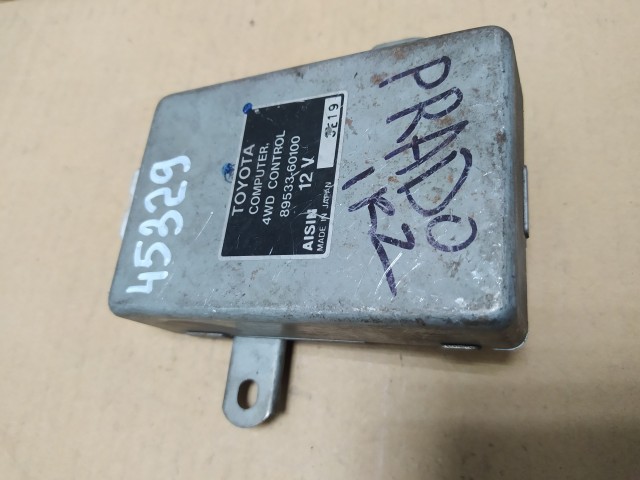 TOYOTA
COMPUTER,
4WD CONTROL
89533-60100
12 V
AISIN
MADE IN JAPAN
PRADO
1KZ
45329